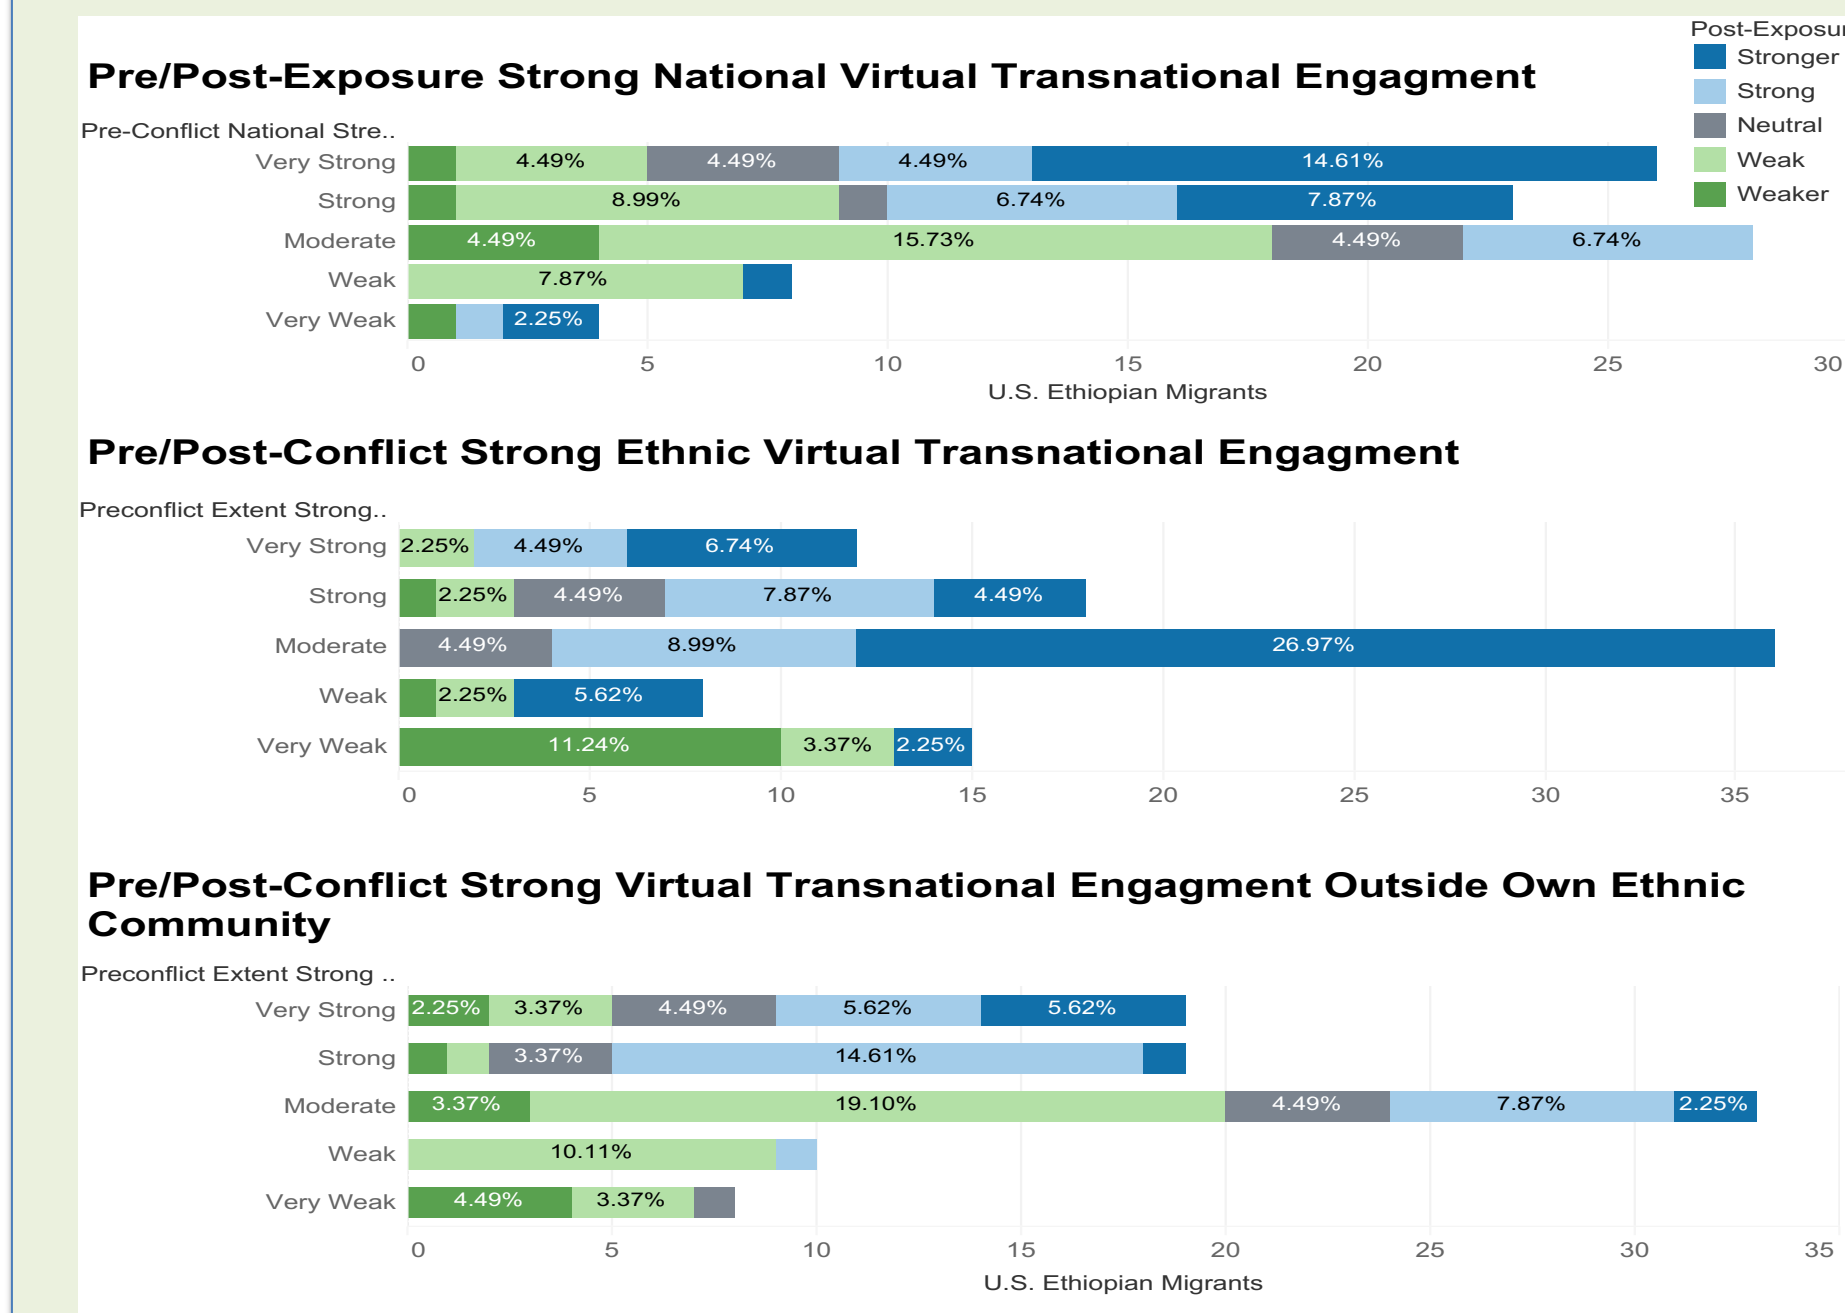 Post-Exposur
Stronger
Strong
Neutral
Weak
Weaker
Pre/Post-Exposure Strong National Virtual Transnational Engagment
Pre-Conflict National Stre..
Very Strong 4.49% 4.49% 4.49% 14.61%
Strong 8.99% 6.74% 7.87%
Moderate 4.49% 15.73% 4.49% 6.74%
Weak 7.87%
Very Weak 2.25%
0 5 10 15 20 25 30
U.S. Ethiopian Migrants
Pre/Post-Conflict Strong Ethnic Virtual Transnational Engagment
Preconflict Extent Strong..
Very Strong 2.25% 4.49% 6.74%
Strong 2.25% 4.49% 7.87% 4.49%
Moderate 4.49% 8.99% 26.97%
Weak 2.25% 5.62%
Very Weak 11.24% 3.37% 2.25%
0 5 10 15 20 25 30 35
Pre/Post-Conflict Strong Virtual Transnational Engagment Outside Own Ethnic
Community
Preconflict Extent Strong ..
Very Strong 2.25% 3.37% 4.49% 5.62% 5.62%
Strong 3.37% 14.61%
Moderate 3.37% 19.10% 4.49% 7.87% 2.25%
Weak 10.11%
Very Weak 4.49% 3.37%
0 5 10 15 20 25 30 35
U.S. Ethiopian Migrants